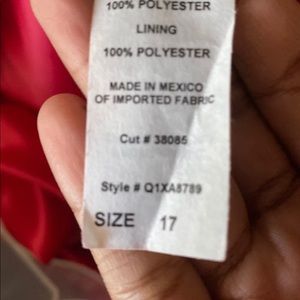 100% POLYESTER
LINING
100% POLYESTER
MADE IN MEXICO
OF IMPORTED FABRIC
Cut # 38085
Style # Q1XA8789
SIZE 17